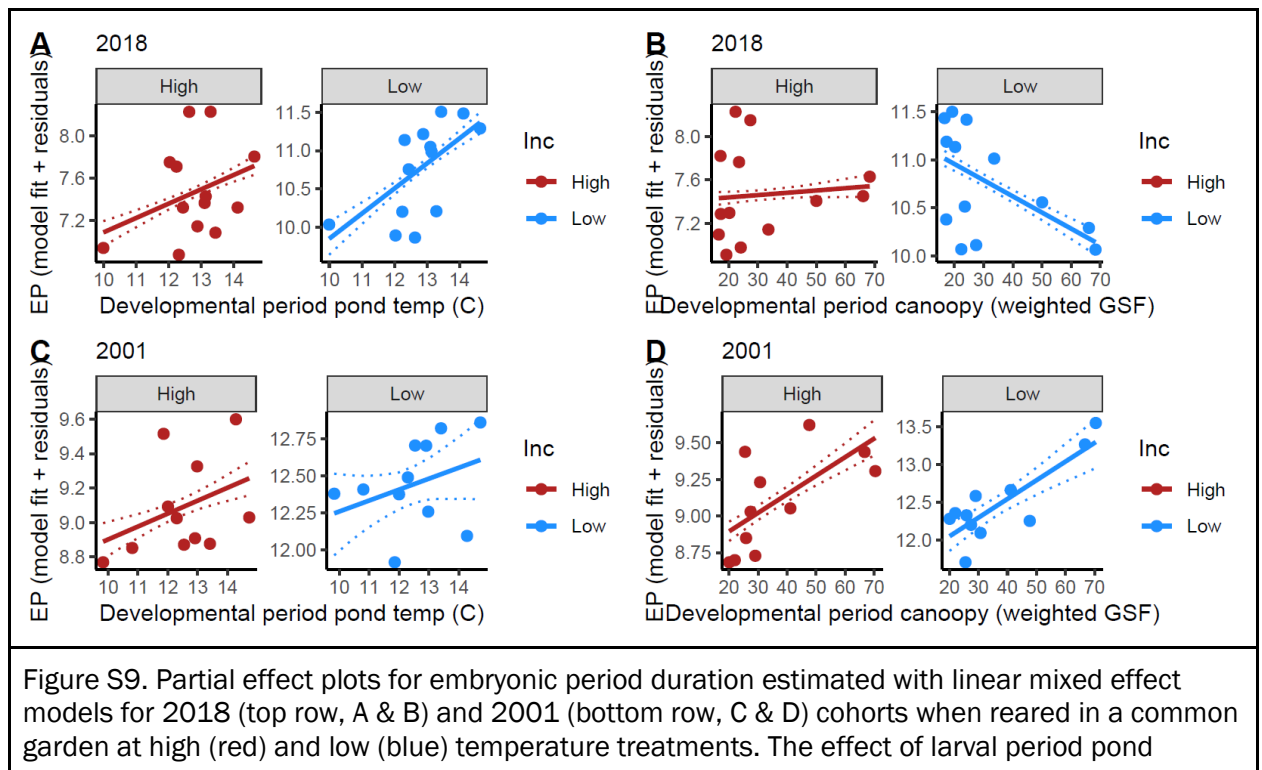 A 2018
High
Low
EP (model fit + residuals)
8.0
7.6
7.2
10 11 12 13 14
11.5
11.0
10.5
10.0
10 11 12 13 14
Developmental period pond temp (C)
Inc
High
Low
B 2018
High
Low
EP (model fit + residuals)
8.0
7.6
7.2
20 30 40 50 60 70
11.5
11.0
10.5
10.0
20 30 40 50 60 70
Developmental period canoopy (weighted GSF)
Inc
High
Low
C 2001
High
Low
EP (model fit + residuals)
9.6
9.4
9.2
9.0
8.8
10 11 12 13 14
12.75
12.50
12.25
12.00
10 11 12 13 14
Developmental period pond temp (C)
Inc
High
Low
D 2001
High
Low
EP (model fit + residuals)
9.50
9.25
9.00
8.75
20 30 40 50 60 70
13.5
13.0
12.5
12.0
20 30 40 50 60 70
Developmental period canoopy (weighted GSF)
Inc
High
Low
Figure S9. Partial effect plots for embryonic period duration estimated with linear mixed effect
models for 2018 (top row, A & B) and 2001 (bottom row, C & D) cohorts when reared in a common
garden at high (red) and low (blue) temperature treatments. The effect of larval period pond